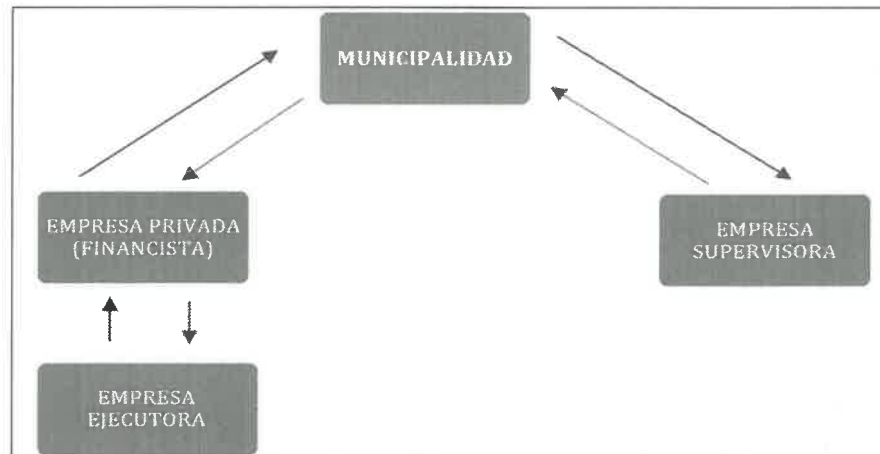 MUNICIPALIDAD
EMPRESA PRIVADA
(FINANCISTA)
EMPRESA
SUPERVISORA
EMPRESA
EJECUTORA